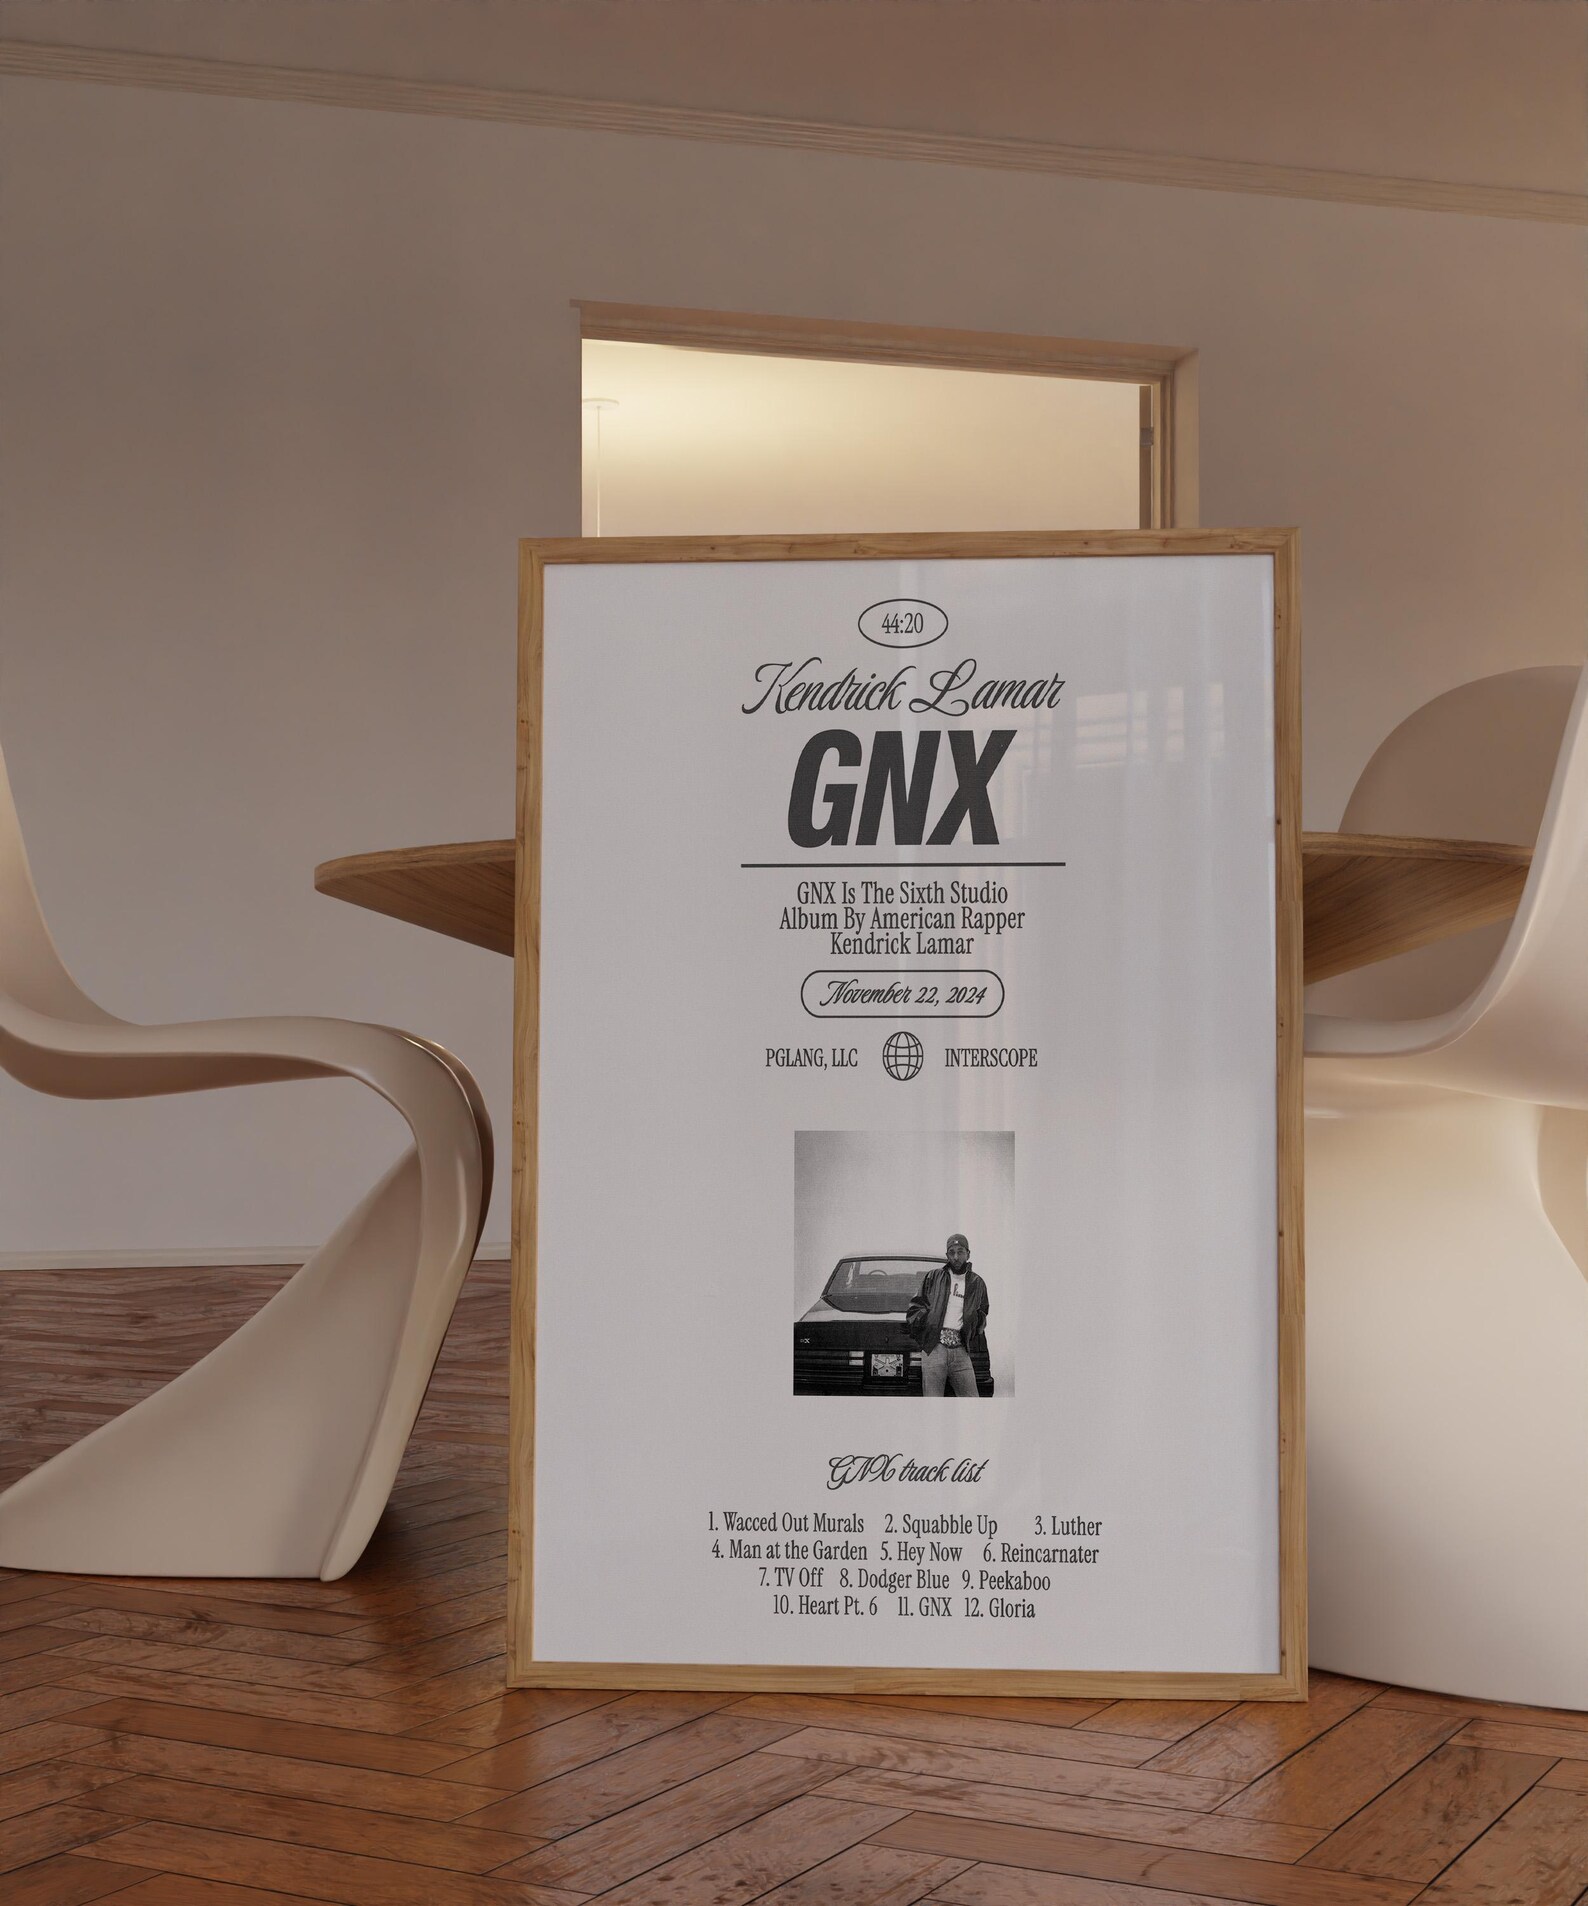 44:20
Kendrick Lamar
GNX
GNX Is The Sixth Studio
Album By American Rapper
Kendrick Lamar
November 22, 2024
PGLANG, LLC INTERSCOPE
GNX track list
1. Wacced Out Murals 2. Squabble Up 3. Luther
4. Man at the Garden 5. Hey Now 6. Reincarnater
7. TV Off 8. Dodger Blue 9. Peekaboo
10. Heart Pt. 6 11. GNX 12. Gloria